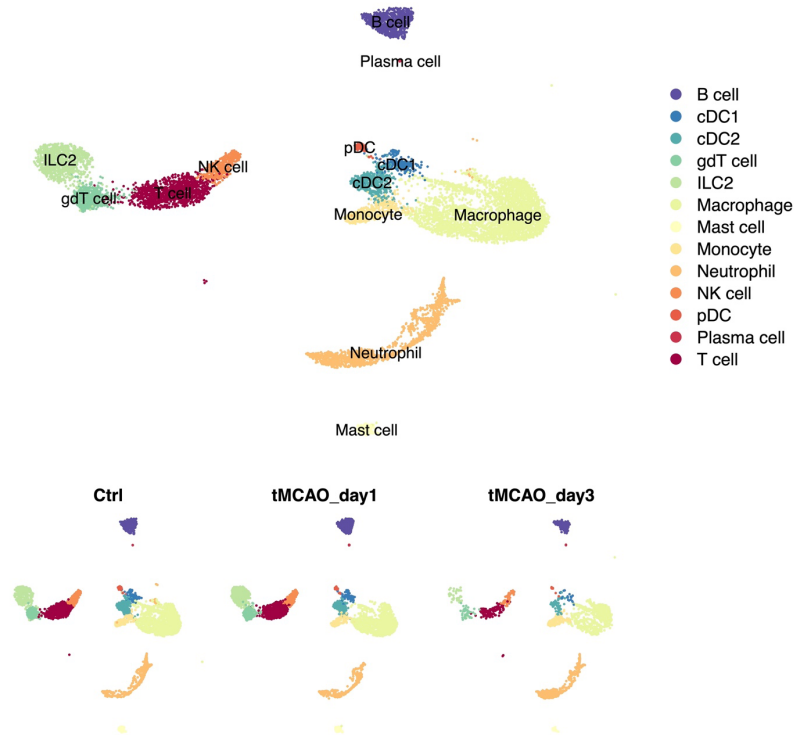 B cell
Plasma cell
pDC
ILC2
NK cell
cDC1
cDC2
gdT cell
T cell
Monocyte
Macrophage
Neutrophil
Mast cell
B cell
cDC1
cDC2
gdT cell
ILC2
Macrophage
Mast cell
Monocyte
Neutrophil
NK cell
pDC
Plasma cell
T cell
Ctrl
tMCAO_day1
tMCAO_day3